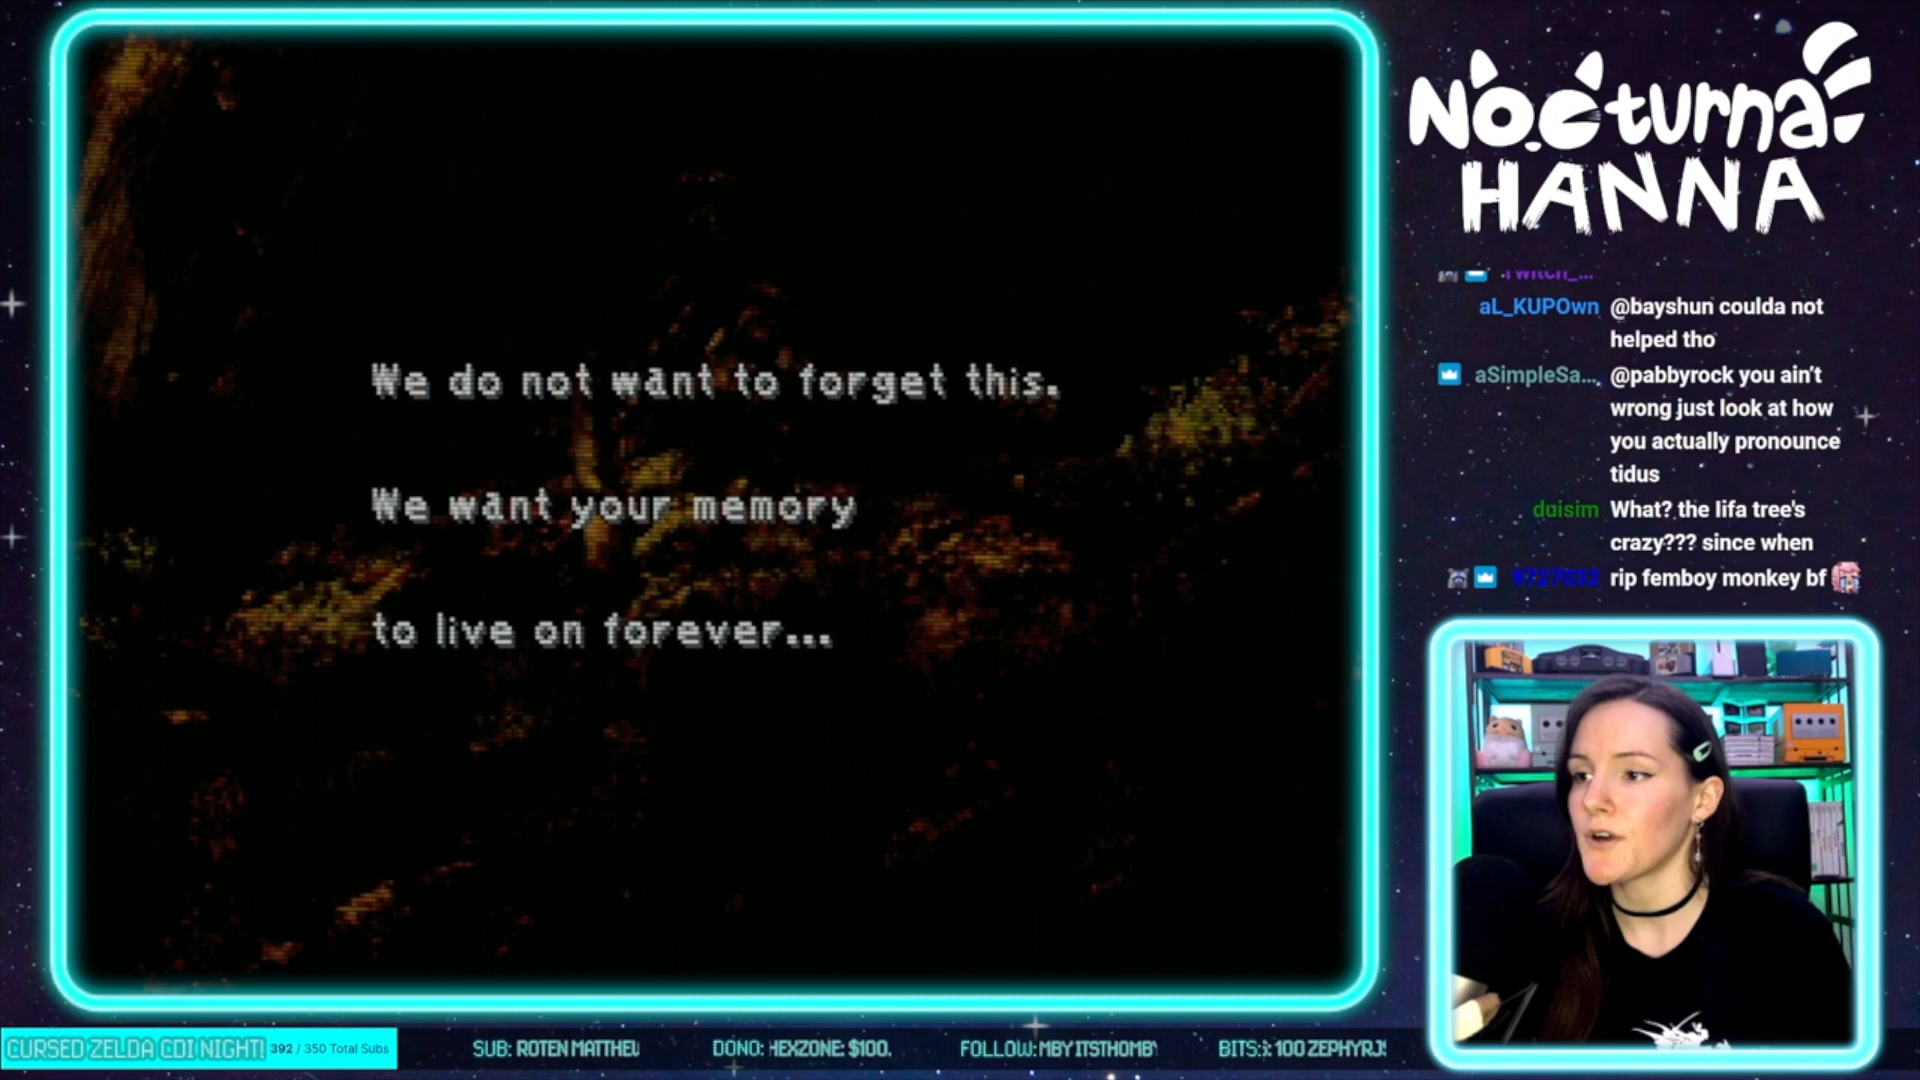 We do not want to forget this.
We want your memory
to live on forever...
NOCTURNA
HANNA
aL_KUPOwn @bayshun coulda not
helped tho
aSimpleSa... @pabbyrock you ain't
wrong just look at how
you actually pronounce
tidus
duisim What? the lifa tree's
crazy??? since when
9727032 rip femboy monkey bf
CURSED ZELDA CDI NIGHT! 392 / 350 Total Subs
SUB: ROTEN MATTHEU
DONO: HEXZONE: $100.
FOLLOW: MBYITSTHOMBY
BITS: 100 ZEPHYRJ